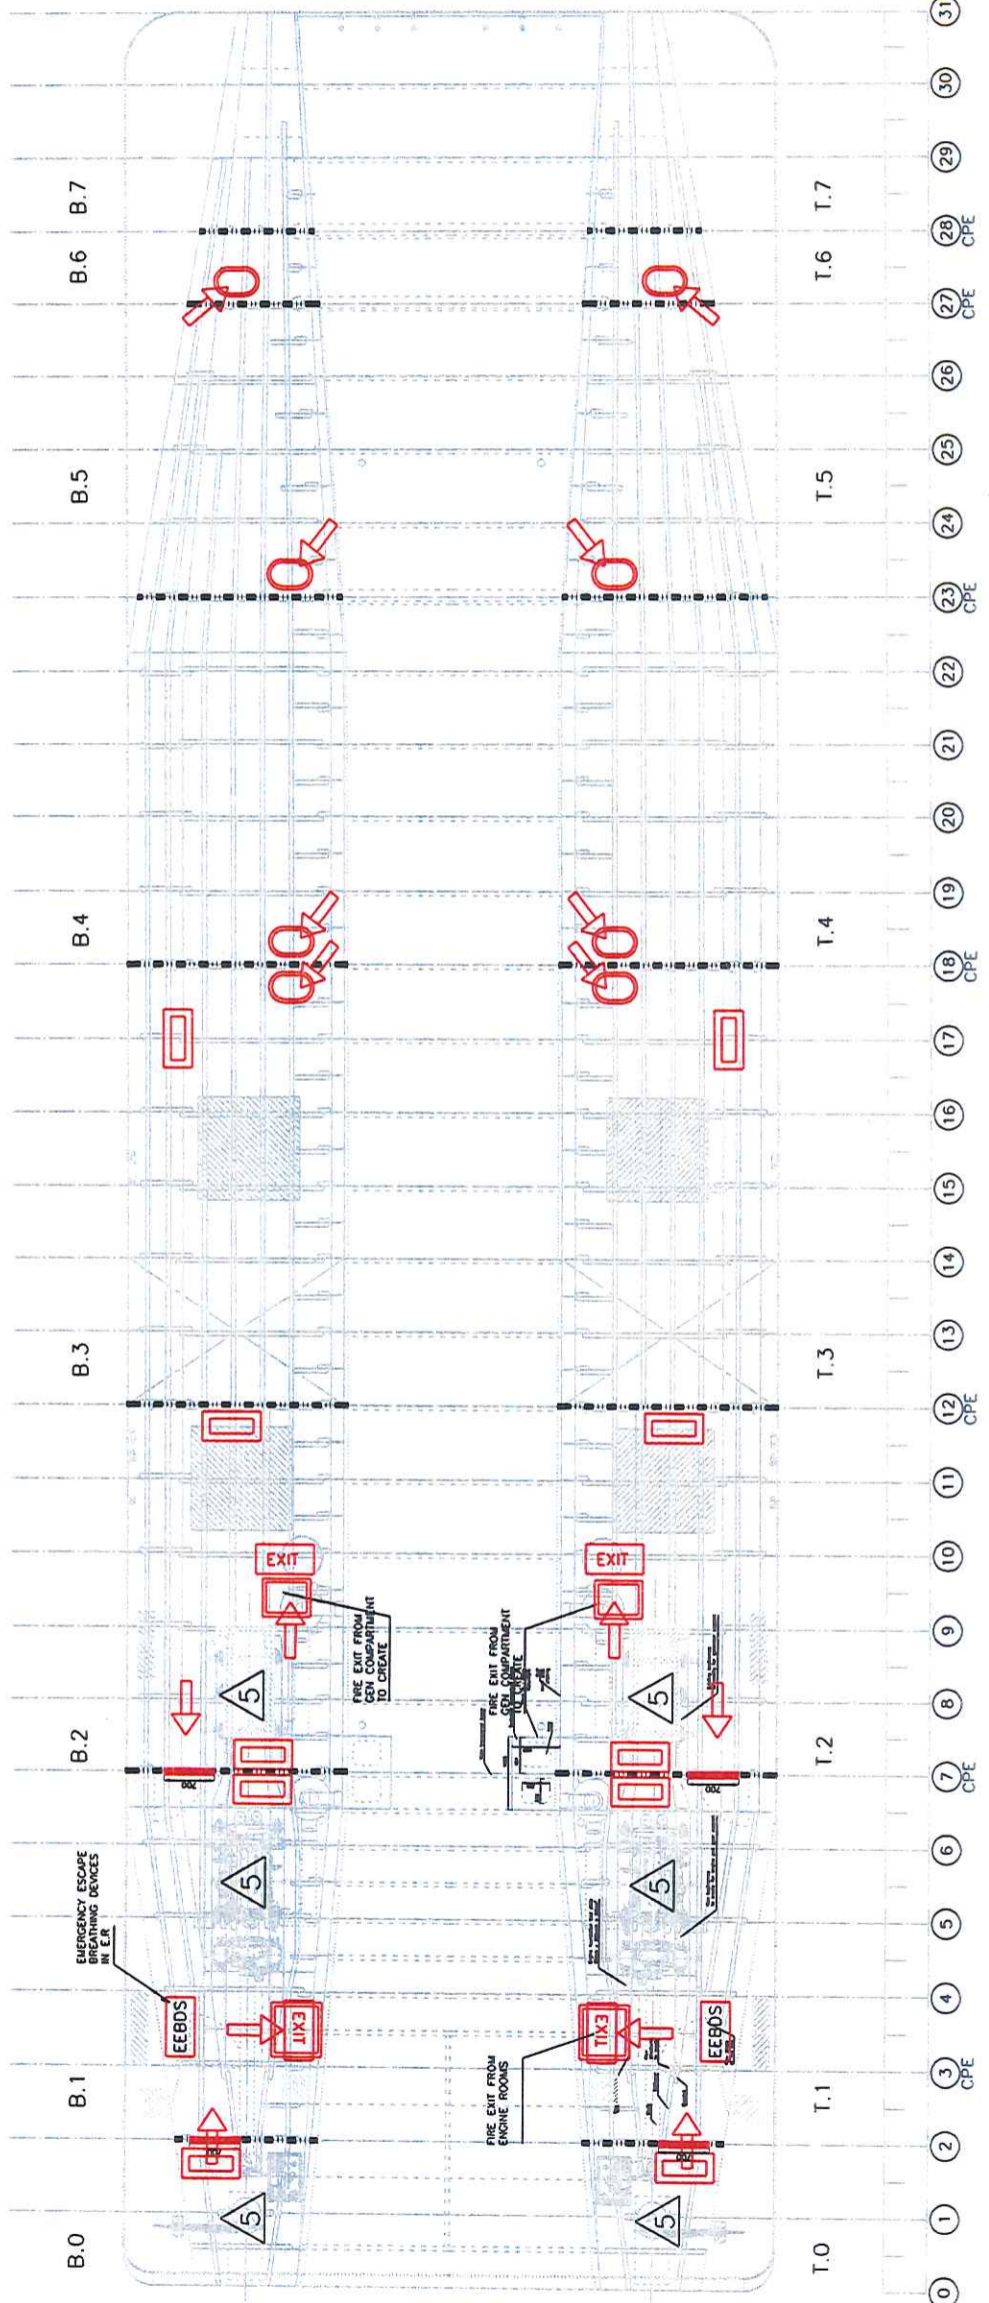 31
30
29
B.7
T.7
28
CPE
B.6
T.6
27
CPE
26
25
B.5
T.5
24
23
CPE
22
21
20
19
B.4
T.4
18
CPE
17
16
15
14
13
B.3
T.3
12
CPE
11
EXIT
EXIT
10
FIRE EXIT FROM
GEN COMPARTMENT
TO CREATE
FIRE EXIT FROM
GEN COMPARTMENT
TO CREATE
9
5
5
8
B.2
T.2
7
CPE
6
5
5
EMERGENCY ESCAPE
BREATHING DEVICES
IN E.R
5
EEBDS
EEBDS
4
EXIT
EXIT
FIRE EXIT FROM
ENGINE ROOMS
3
CPE
B.1
T.1
2
5
5
1
B.0
T.0
0